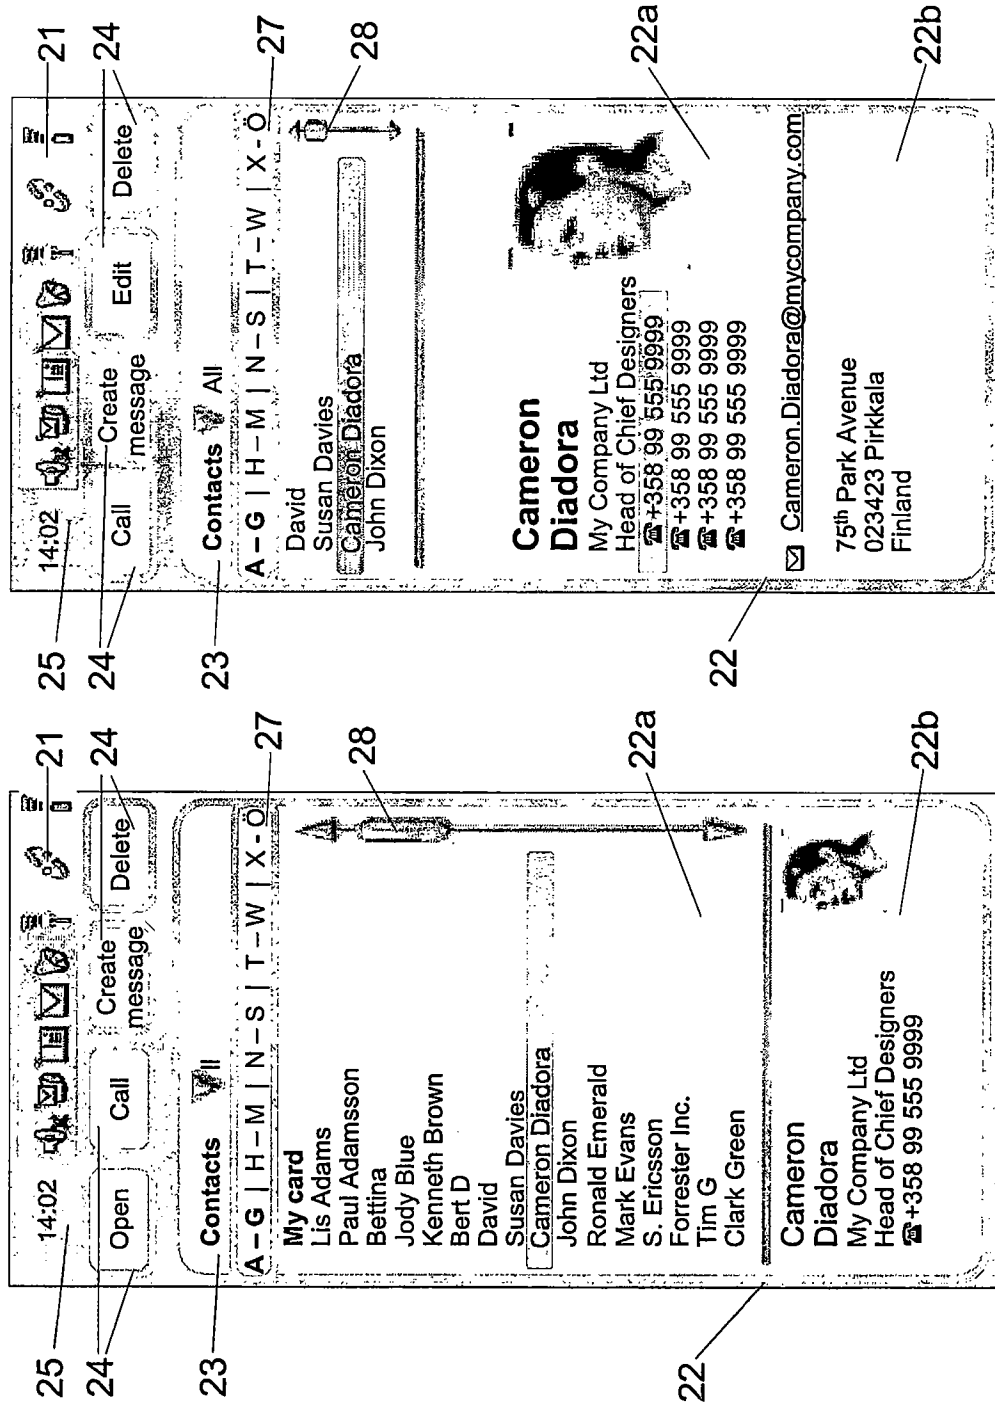 25
14:02
21
24
Open
Call
Create
message
Delete
24
23
Contacts ll
A – G | H – M | N – S | T – W | X - Ö
27
My card
Lis Adams
Paul Adamsson
Bettina
Jody Blue
Kenneth Brown
Bert D
David
Susan Davies
Cameron Diadora
John Dixon
Ronald Emerald
Mark Evans
S. Ericsson
Forrester Inc.
Tim G
Clark Green
28
22a
22
Cameron
Diadora
My Company Ltd
Head of Chief Designers
+358 99 555 9999
22b
25
14:02
21
24
Call
Create
message
Edit
Delete
24
23
Contacts All
A – G | H – M | N – S | T – W | X - Ö
27
David
Susan Davies
Cameron Diadora
John Dixon
28
Cameron
Diadora
My Company Ltd
Head of Chief Designers
+358 99 555 9999
+358 99 555 9999
+358 99 555 9999
+358 99 555 9999
22a
22
Cameron.Diadora@mycompany.com
75th Park Avenue
023423 Pirkkala
Finland
22b